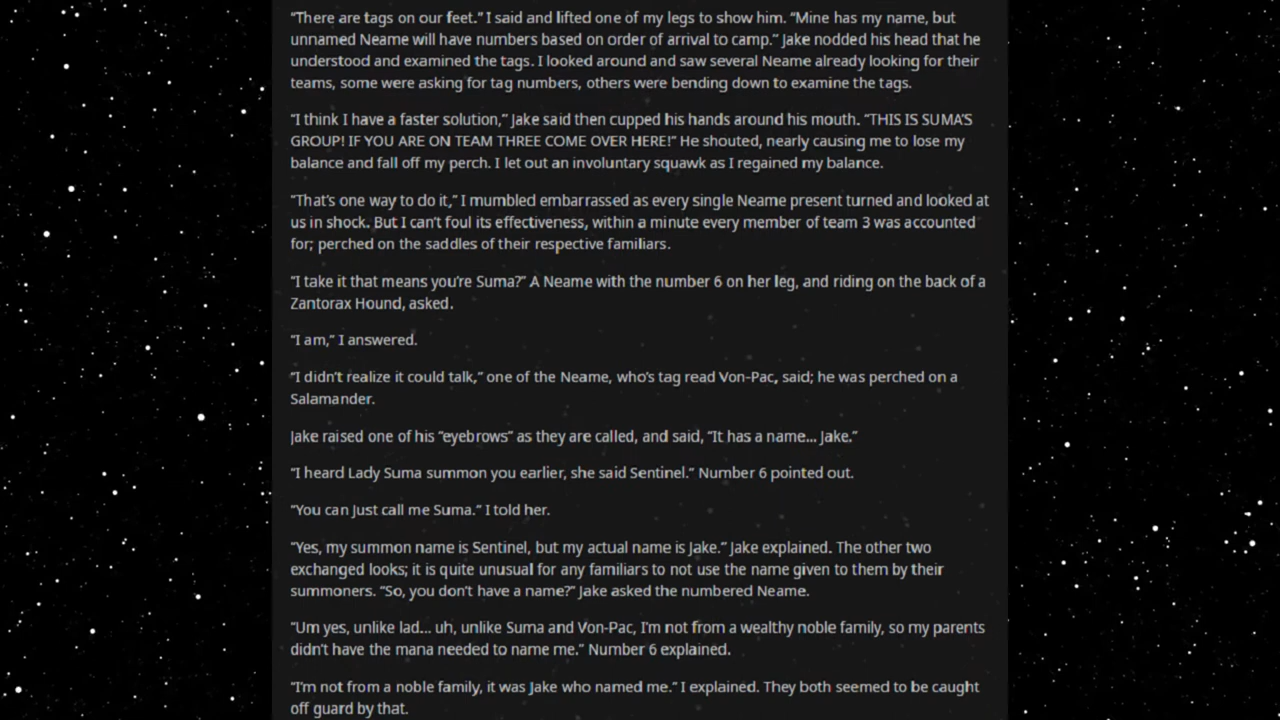 “There are tags on our feet.” I said and lifted one of my legs to show him. “Mine has my name, but
unnamed Neame will have numbers based on order of arrival to camp.” Jake nodded his head that he
understood and examined the tags. I looked around and saw several Neame already looking for their
teams, some were asking for tag numbers, others were bending down to examine the tags.
“I think I have a faster solution,” Jake said then cupped his hands around his mouth. “THIS IS SUMA’S
GROUP! IF YOU ARE ON TEAM THREE COME OVER HERE!” He shouted, nearly causing me to lose my
balance and fall off my perch. I let out an involuntary squawk as I regained my balance.
“That’s one way to do it,” I mumbled embarrassed as every single Neame present turned and looked at
us in shock. But I can’t foul its effectiveness, within a minute every member of team 3 was accounted
for; perched on the saddles of their respective familiars.
“I take it that means you’re Suma?” A Neame with the number 6 on her leg, and riding on the back of a
Zantorax Hound, asked.
“I am,” I answered.
“I didn’t realize it could talk,” one of the Neame, who’s tag read Von-Pac, said; he was perched on a
Salamander.
Jake raised one of his “eyebrows” as they are called, and said, “It has a name... Jake.”
“I heard Lady Suma summon you earlier, she said Sentinel.” Number 6 pointed out.
“You can Just call me Suma.” I told her.
“Yes, my summon name is Sentinel, but my actual name is Jake.” Jake explained. The other two
exchanged looks; it is quite unusual for any familiars to not use the name given to them by their
summoners. “So, you don’t have a name?” Jake asked the numbered Neame.
“Um yes, unlike lad... uh, unlike Suma and Von-Pac, I’m not from a wealthy noble family, so my parents
didn’t have the mana needed to name me.” Number 6 explained.
“I’m not from a noble family, it was Jake who named me.” I explained. They both seemed to be caught
off guard by that.